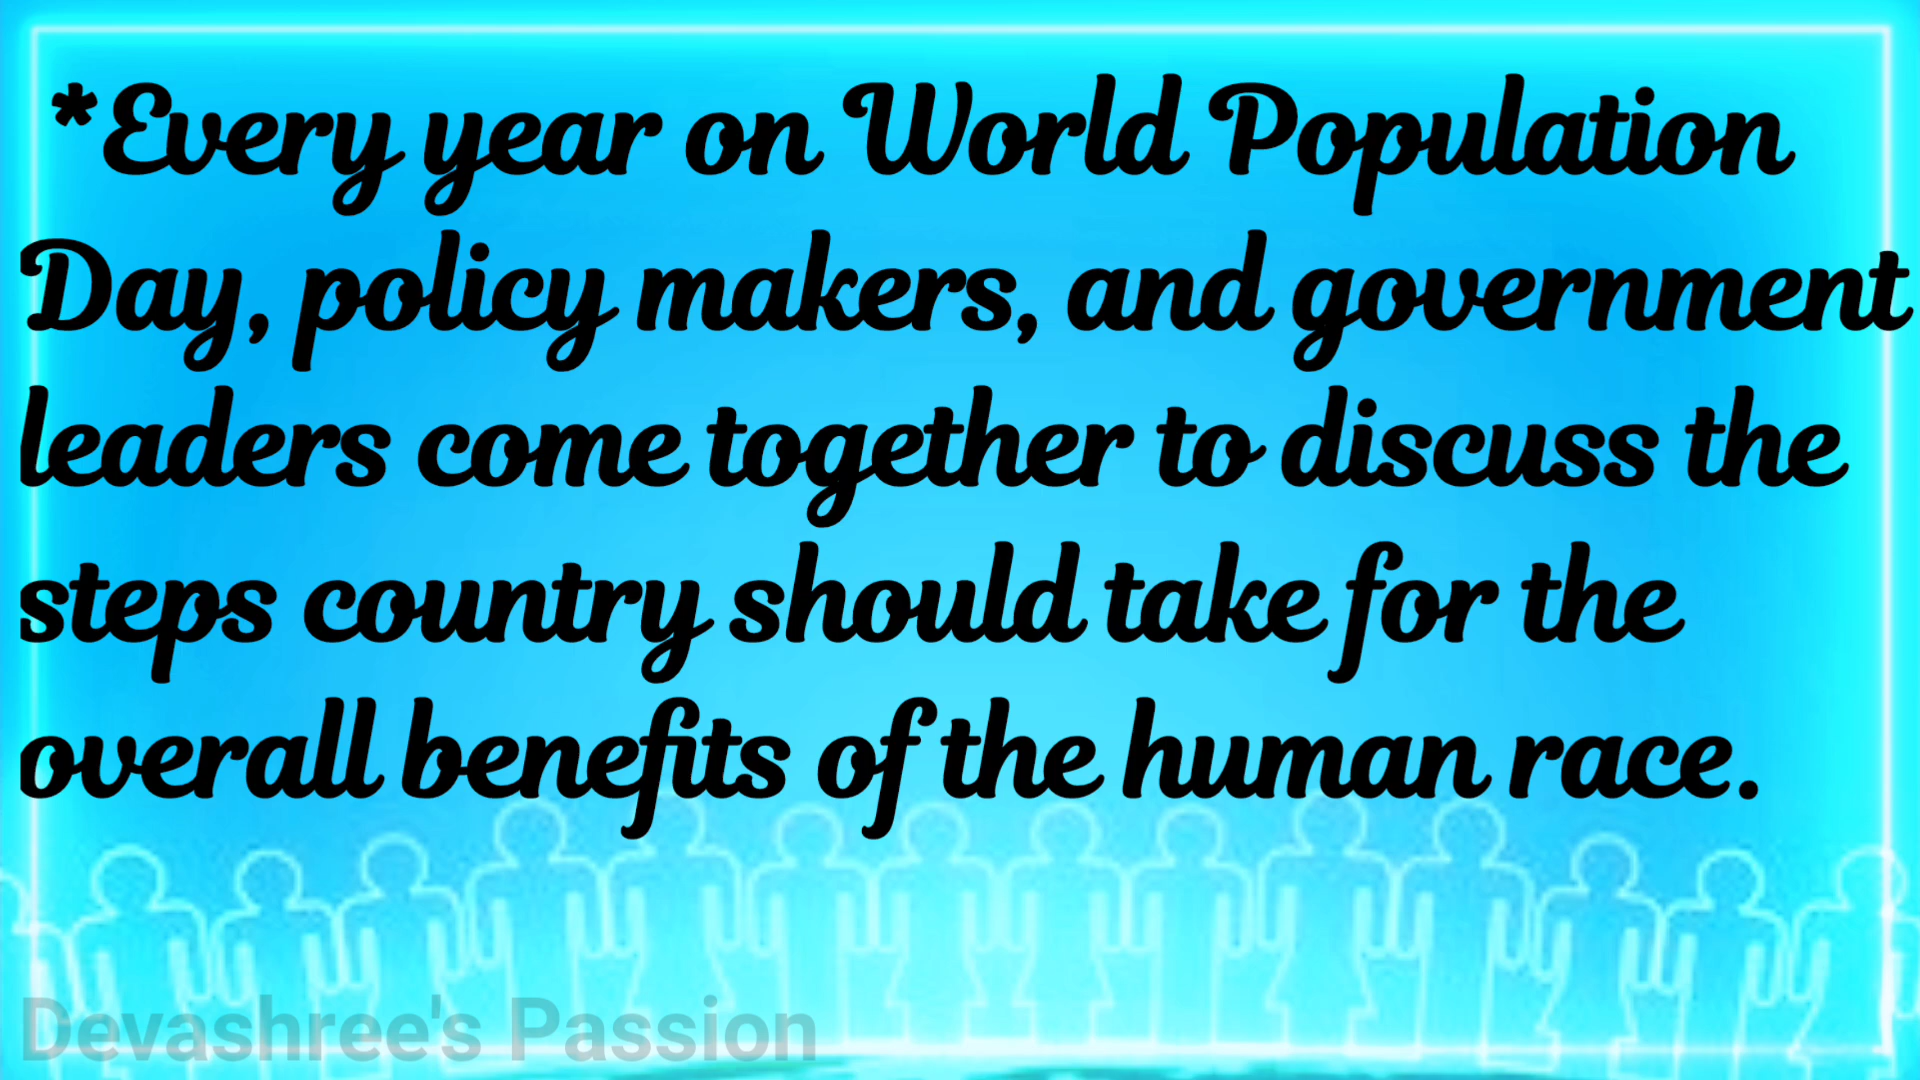 *Every year on World Population
Day, policy makers, and government
leaders come together to discuss the
steps country should take for the
overall benefits of the human race.
Devashree's Passion